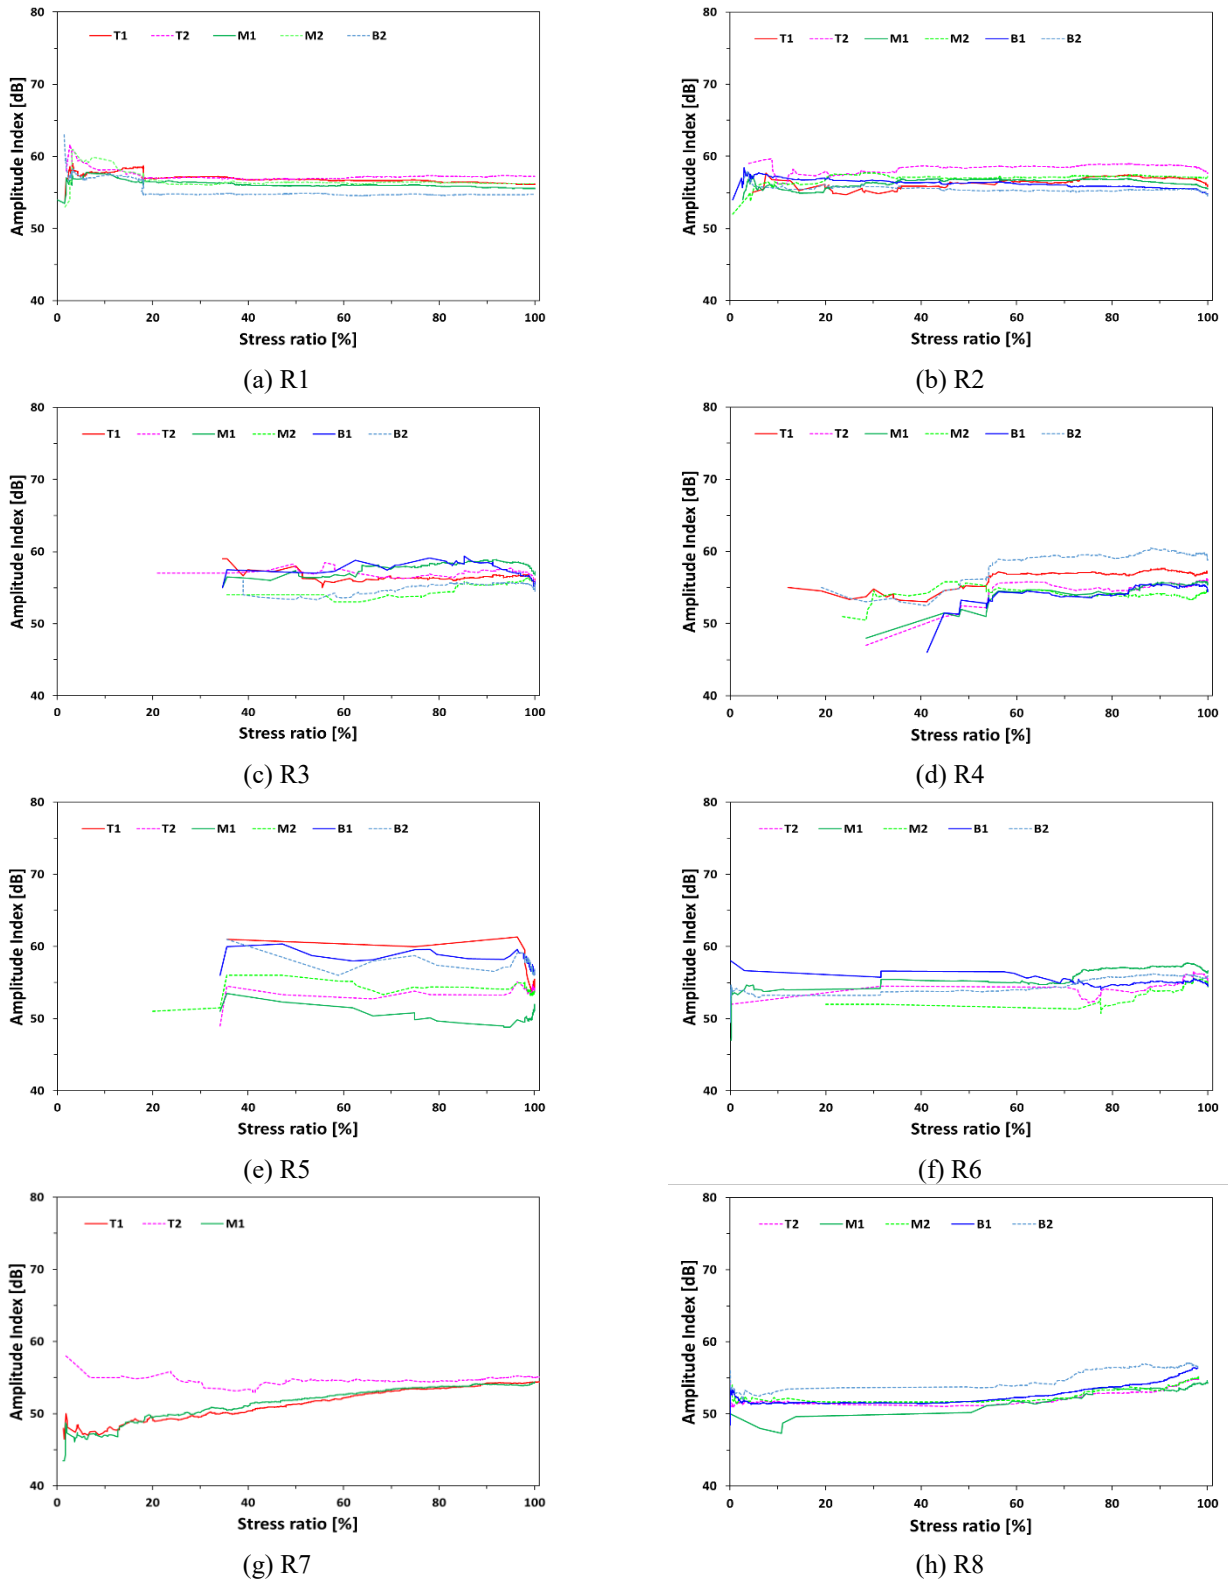 80
70
60
50
40
Amplitude Index [dB]
T1 T2 M1 M2 B2
0 20 40 60 80 100
Stress ratio [%]
(a) R1
80
70
60
50
40
Amplitude Index [dB]
T1 T2 M1 M2 B1 B2
0 20 40 60 80 100
Stress ratio [%]
(b) R2
80
70
60
50
40
Amplitude Index [dB]
T1 T2 M1 M2 B1 B2
0 20 40 60 80 100
Stress ratio [%]
(c) R3
80
70
60
50
40
Amplitude Index [dB]
T1 T2 M1 M2 B1 B2
0 20 40 60 80 100
Stress ratio [%]
(d) R4
80
70
60
50
40
Amplitude Index [dB]
T1 T2 M1 M2 B1 B2
0 20 40 60 80 100
Stress ratio [%]
(e) R5
80
70
60
50
40
Amplitude Index [dB]
T2 M1 M2 B1 B2
0 20 40 60 80 100
Stress ratio [%]
(f) R6
80
70
60
50
40
Amplitude Index [dB]
T1 T2 M1
0 20 40 60 80 100
Stress ratio [%]
(g) R7
80
70
60
50
40
Amplitude Index [dB]
T2 M1 M2 B1 B2
0 20 40 60 80 100
Stress ratio [%]
(h) R8